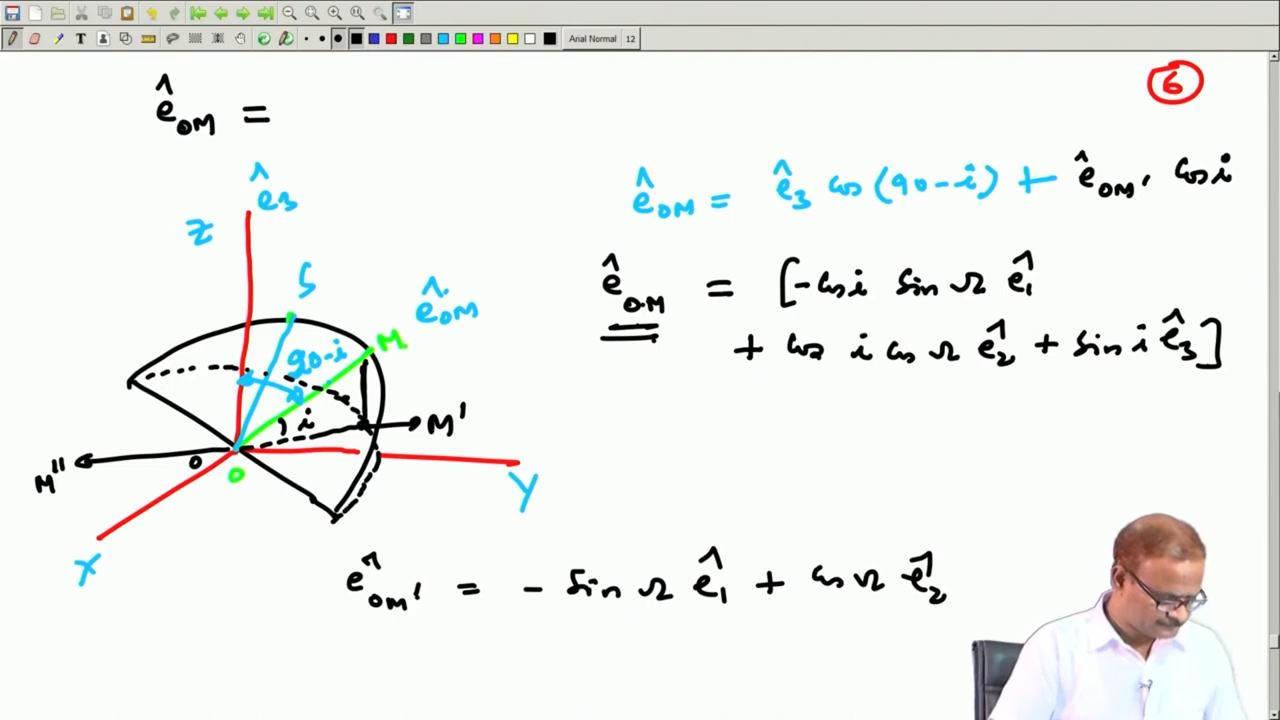 Arial Normal 12
6
ê_OM =
ê_OM = ê_3 cos (90-i) + ê_OM' cos i
ê_OM = [-cos i sin Ω ê_1
+ cos i cos Ω ê_2 + sin i ê_3]
ê_3
Z
S
ê_OM
M
90-i
i
M'
M"
O
O
Y
X
ê_OM' = - sin Ω ê_1 + cos Ω ê_2